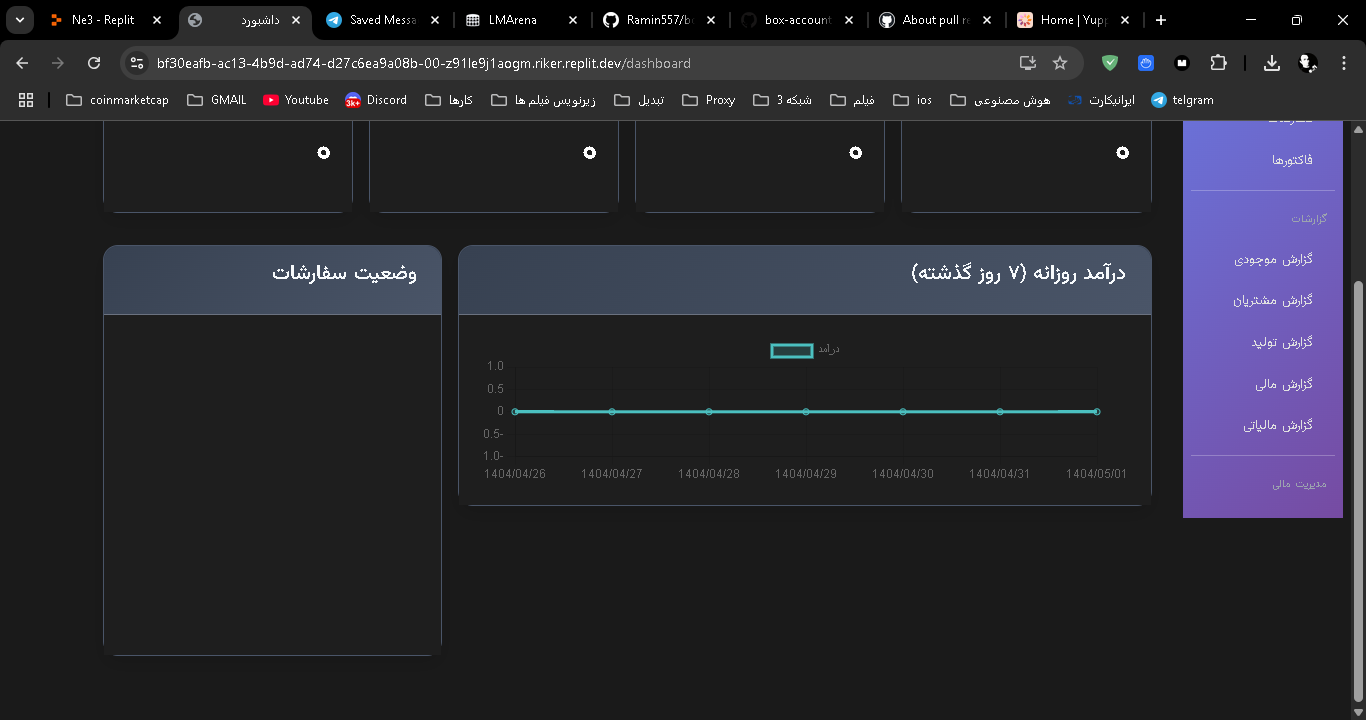 Ne3 - Replit
داشبورد
Saved Messa
LMArena
Ramin557/bo
box-account
About pull re
Home | Yupp
bf30eafb-ac13-4b9d-ad74-d27c6ea9a08b-00-z91le9j1aogm.riker.replit.dev/dashboard
coinmarketcap
GMAIL
Youtube
Discord
کارها
زیرنویس فیلم ها
تبدیل
Proxy
شبکه 3
فیلم
ios
هوش مصنوعی
ایرانیکارت
telgram
فاکتورها
گزارشات
گزارش موجودی
گزارش مشتریان
گزارش تولید
گزارش مالی
گزارش مالیاتی
مدیریت مالی
درآمد روزانه (۷ روز گذشته)
درآمد
1.0
0.5
0
0.5-
1.0-
1404/04/26
1404/04/27
1404/04/28
1404/04/29
1404/04/30
1404/04/31
1404/05/01
وضعیت سفارشات